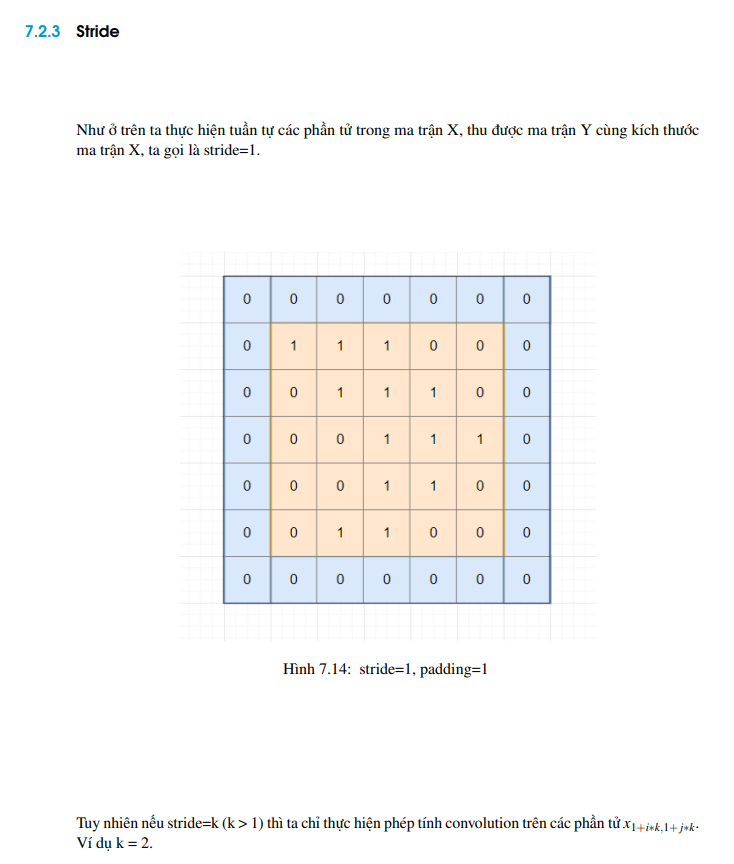 7.2.3 Stride
Như ở trên ta thực hiện tuần tự các phần tử trong ma trận X, thu được ma trận Y cùng kích thước
ma trận X, ta gọi là stride=1.
0 0 0 0 0 0 0
0 1 1 1 0 0 0
0 0 1 1 1 0 0
0 0 0 1 1 1 0
0 0 0 1 1 0 0
0 0 1 1 0 0 0
0 0 0 0 0 0 0
Hình 7.14: stride=1, padding=1
Tuy nhiên nếu stride=k (k > 1) thì ta chỉ thực hiện phép tính convolution trên các phần tử x_{1+i*k,1+j*k}.
Ví dụ k = 2.